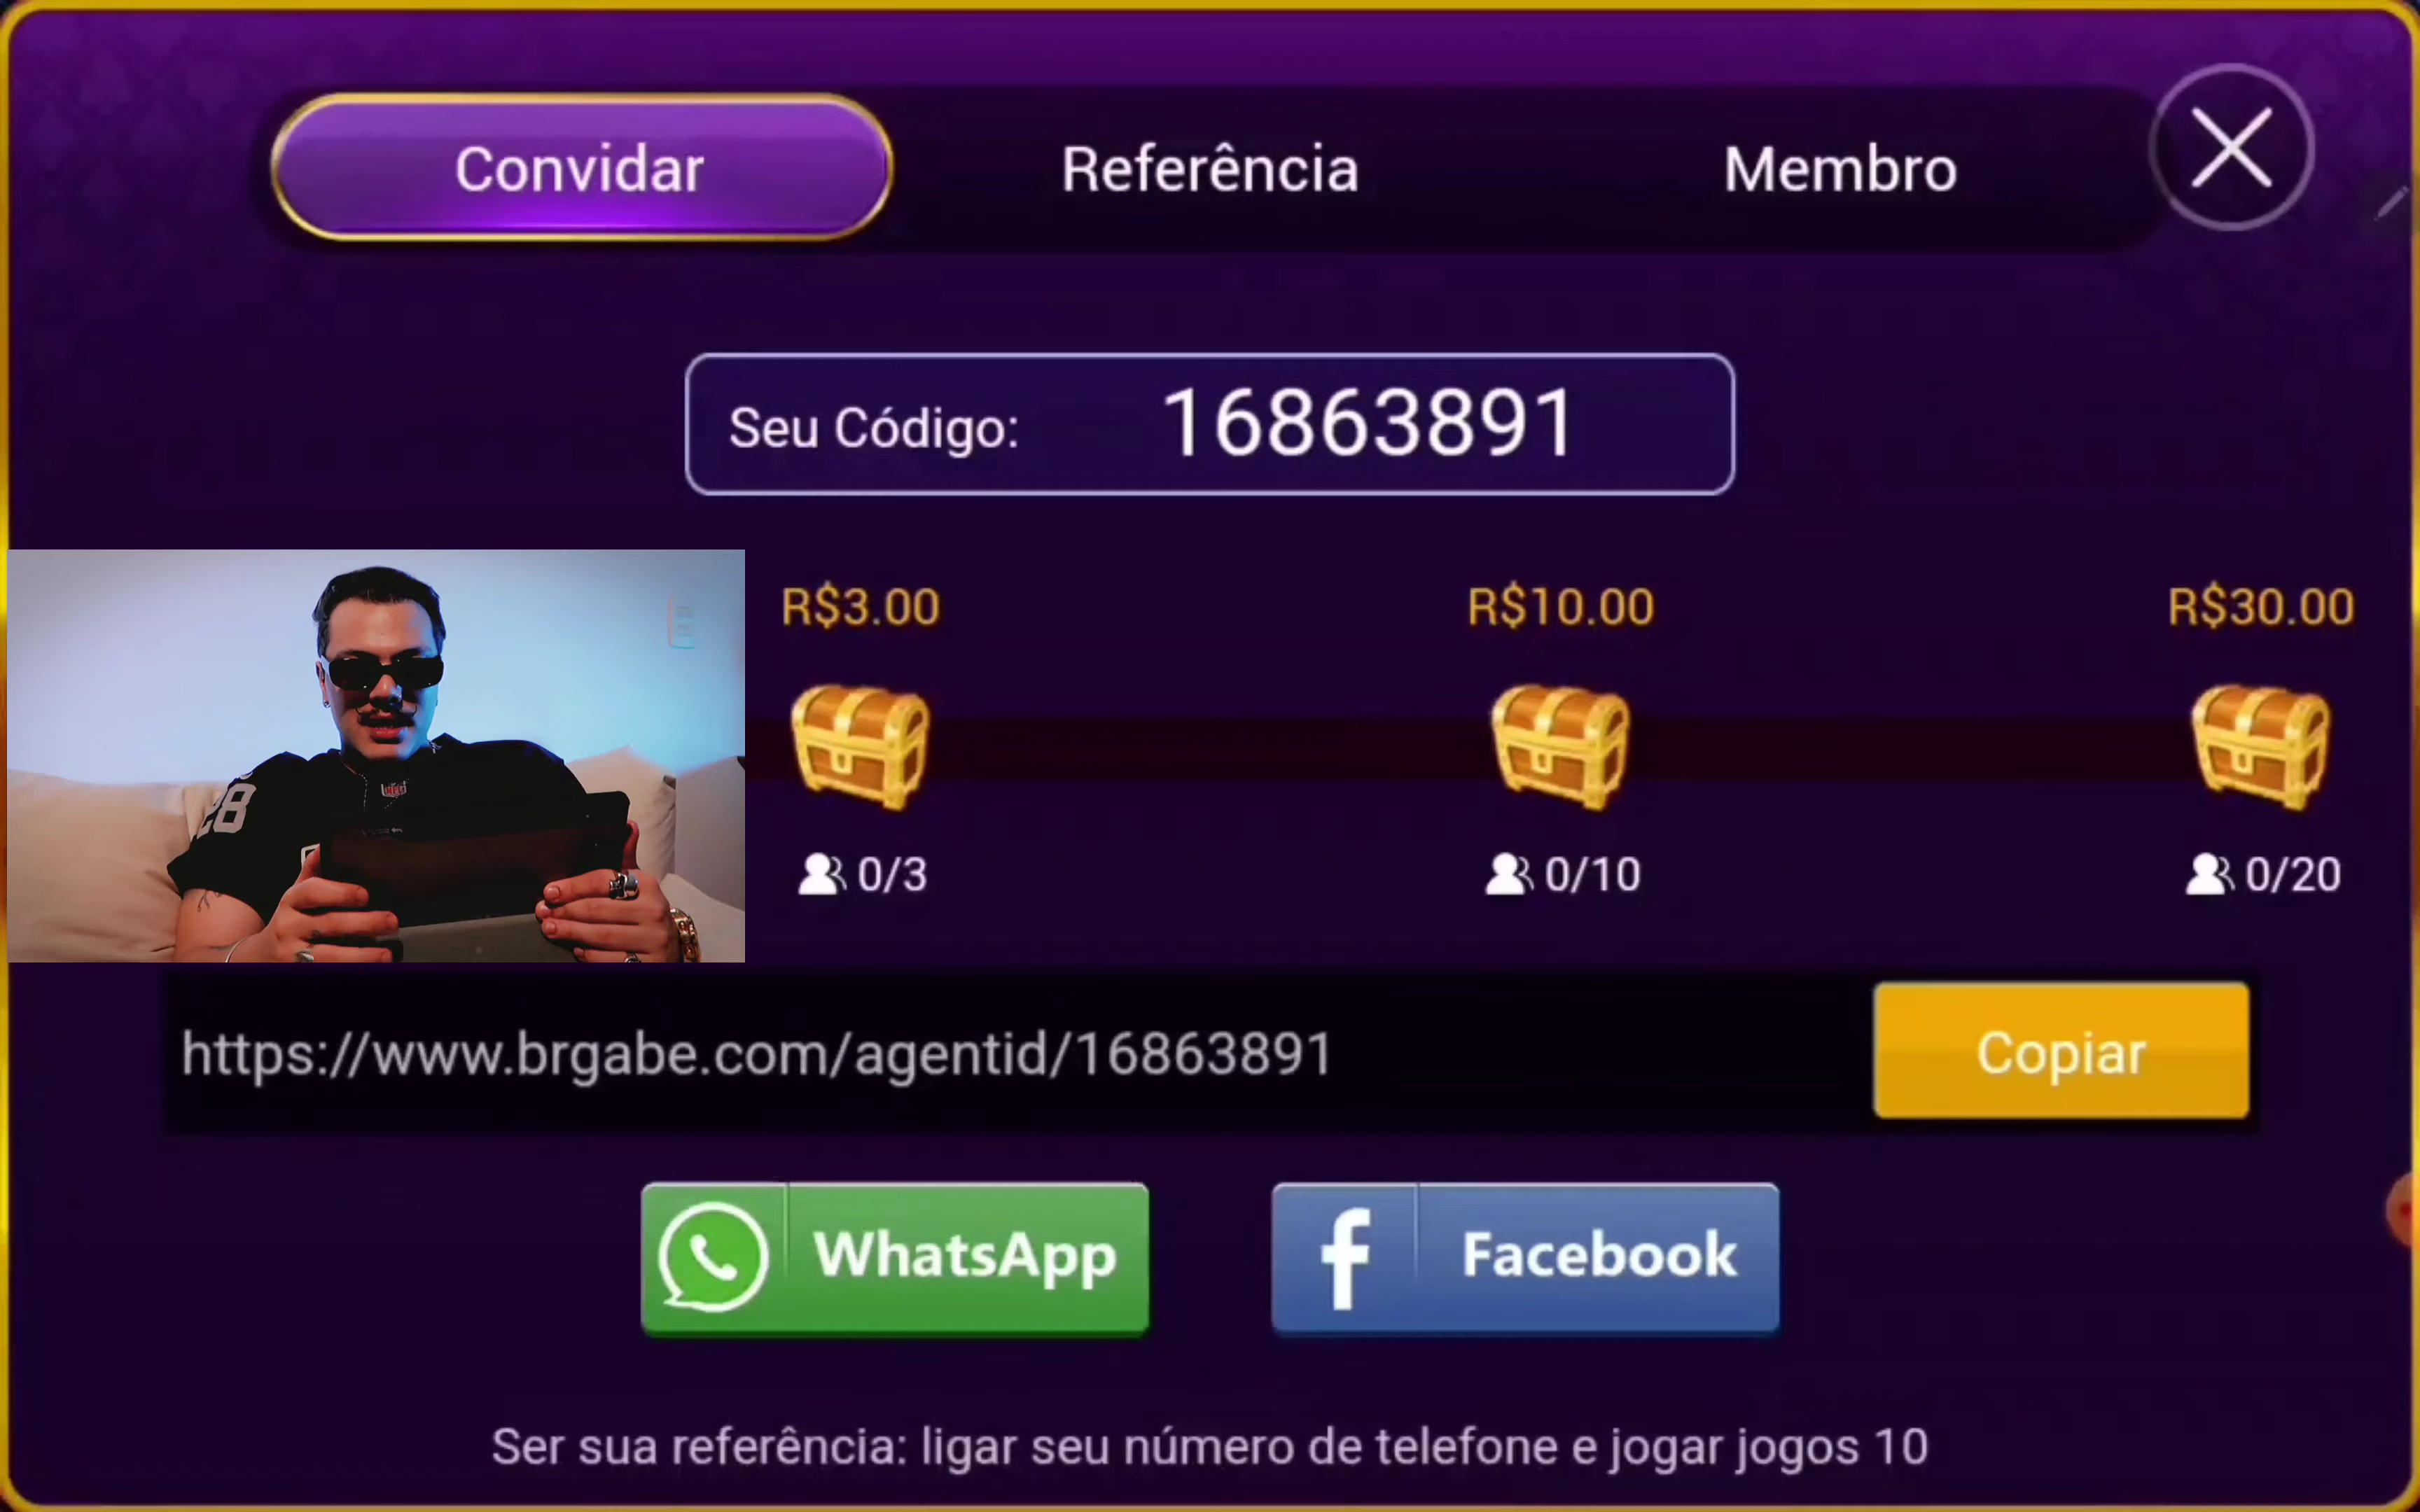 Convidar
Referência
Membro
Seu Código: 16863891
R$3.00
R$10.00
R$30.00
0/3
0/10
0/20
https://www.brgabe.com/agentid/16863891
Copiar
WhatsApp
Facebook
Ser sua referência: ligar seu número de telefone e jogar jogos 10